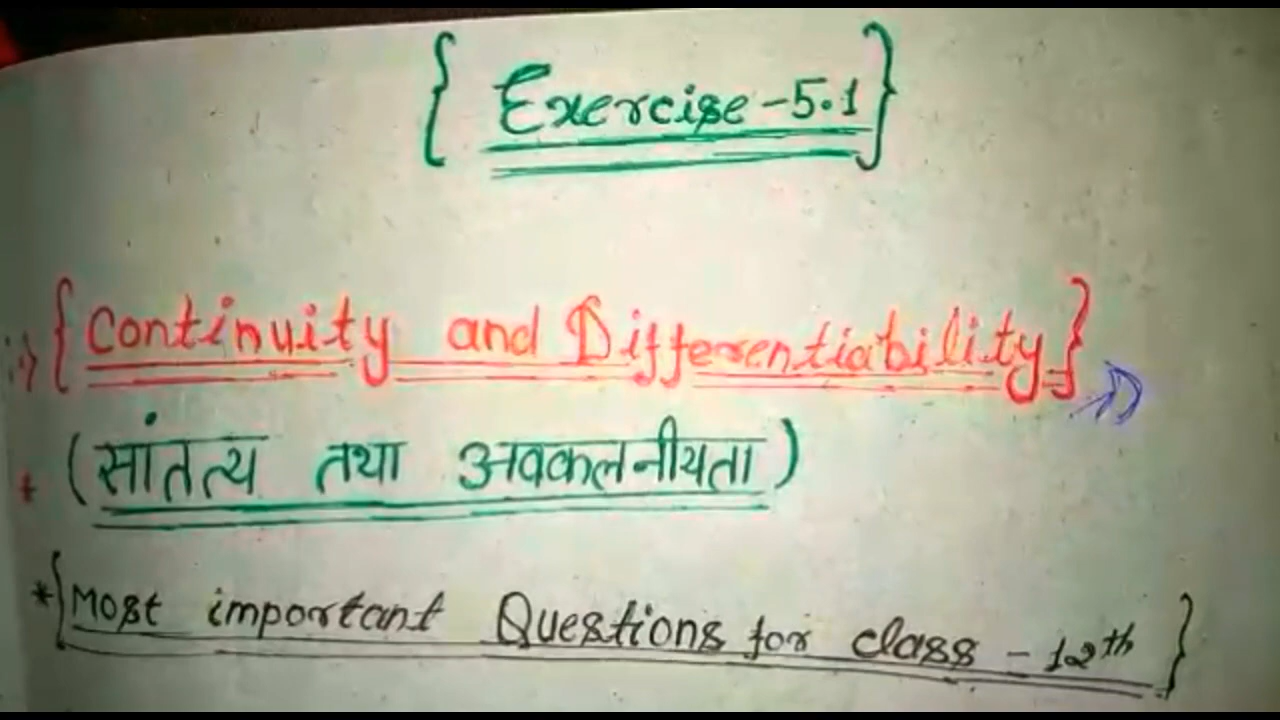 { Exercise - 5.1 }
:→ { Continuity and Differentiability }
* (सांतत्य तथा अवकलनीयता)
* { Most important Questions for class - 12th }